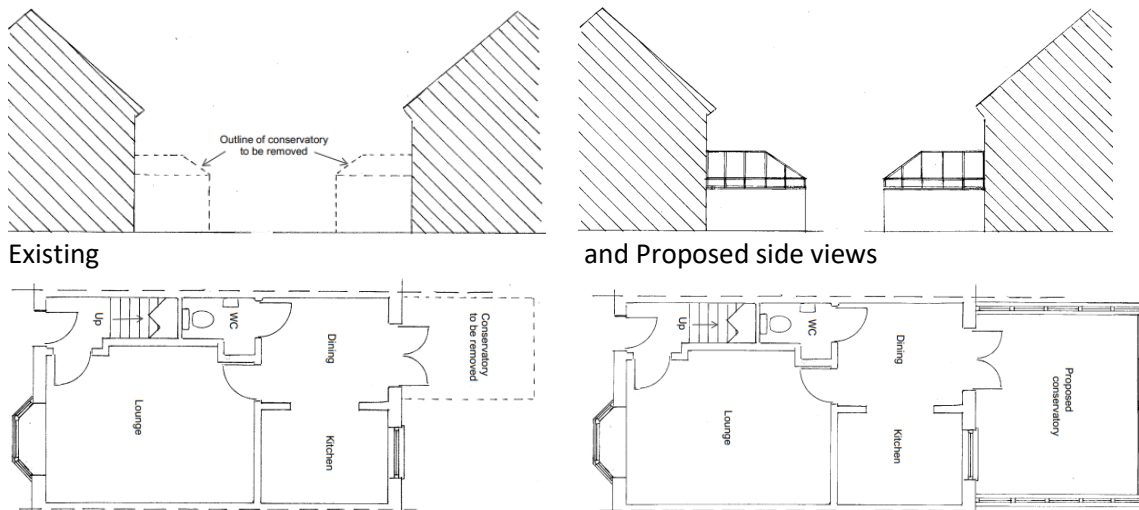 Outline of conservatory
to be removed
Existing
and Proposed side views
Up
WC
Dining
Conservatory
to be removed
Lounge
Kitchen
Up
WC
Dining
Proposed
conservatory
Lounge
Kitchen